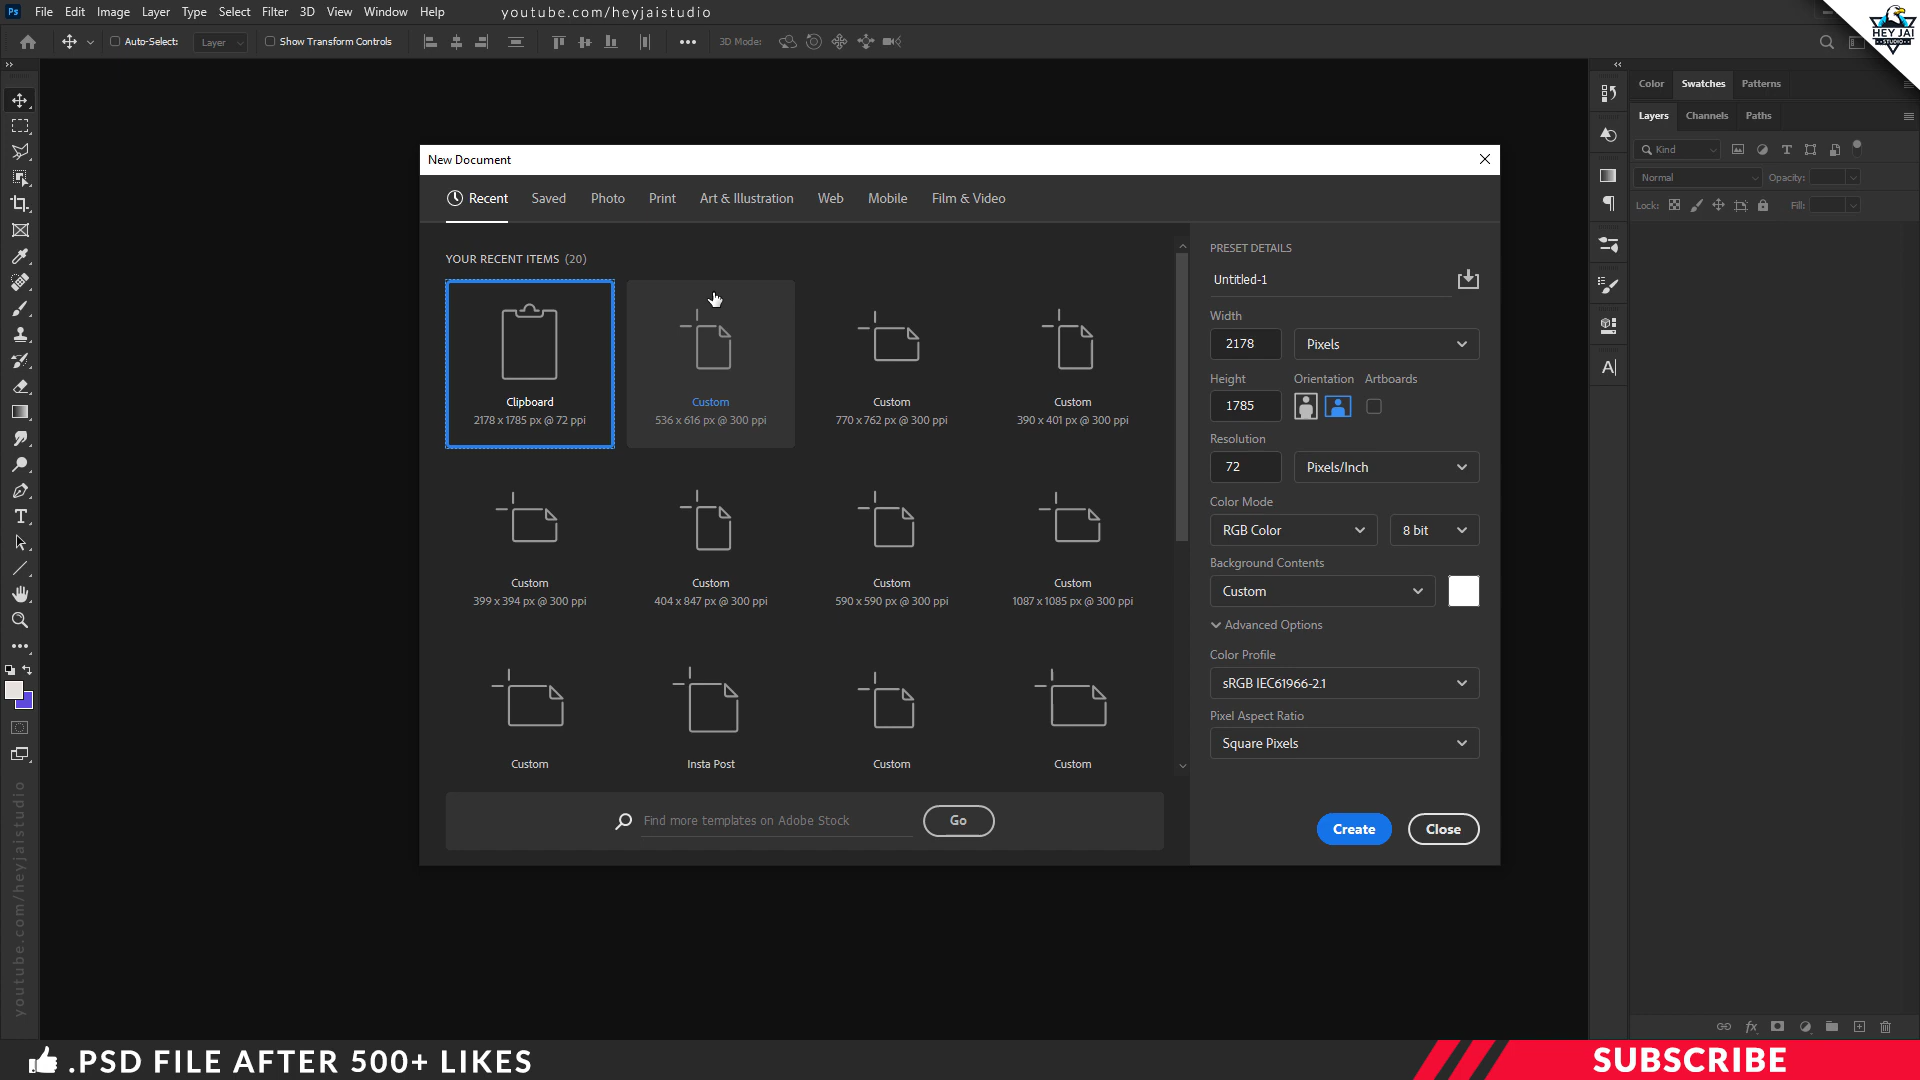 Ps File Edit Image Layer Type Select Filter 3D View Window Help youtube.com/heyjaistudio
HEY JAI
STUDIO
Auto-Select: Layer Show Transform Controls 3D Mode:
Color Swatches Patterns
Layers Channels Paths
Kind
Normal Opacity:
Lock: Fill:
New Document
Recent Saved Photo Print Art & Illustration Web Mobile Film & Video
YOUR RECENT ITEMS (20)
Clipboard
2178 x 1785 px @ 72 ppi
Custom
536 x 616 px @ 300 ppi
Custom
770 x 762 px @ 300 ppi
Custom
390 x 401 px @ 300 ppi
Custom
399 x 394 px @ 300 ppi
Custom
404 x 847 px @ 300 ppi
Custom
590 x 590 px @ 300 ppi
Custom
1087 x 1085 px @ 300 ppi
Custom
Insta Post
Custom
Custom
Find more templates on Adobe Stock Go
PRESET DETAILS
Untitled-1
Width
2178 Pixels
Height Orientation Artboards
1785
Resolution
72 Pixels/Inch
Color Mode
RGB Color 8 bit
Background Contents
Custom
Advanced Options
Color Profile
sRGB IEC61966-2.1
Pixel Aspect Ratio
Square Pixels
Create Close
youtube.com/heyjaistudio
.PSD FILE AFTER 500+ LIKES
SUBSCRIBE